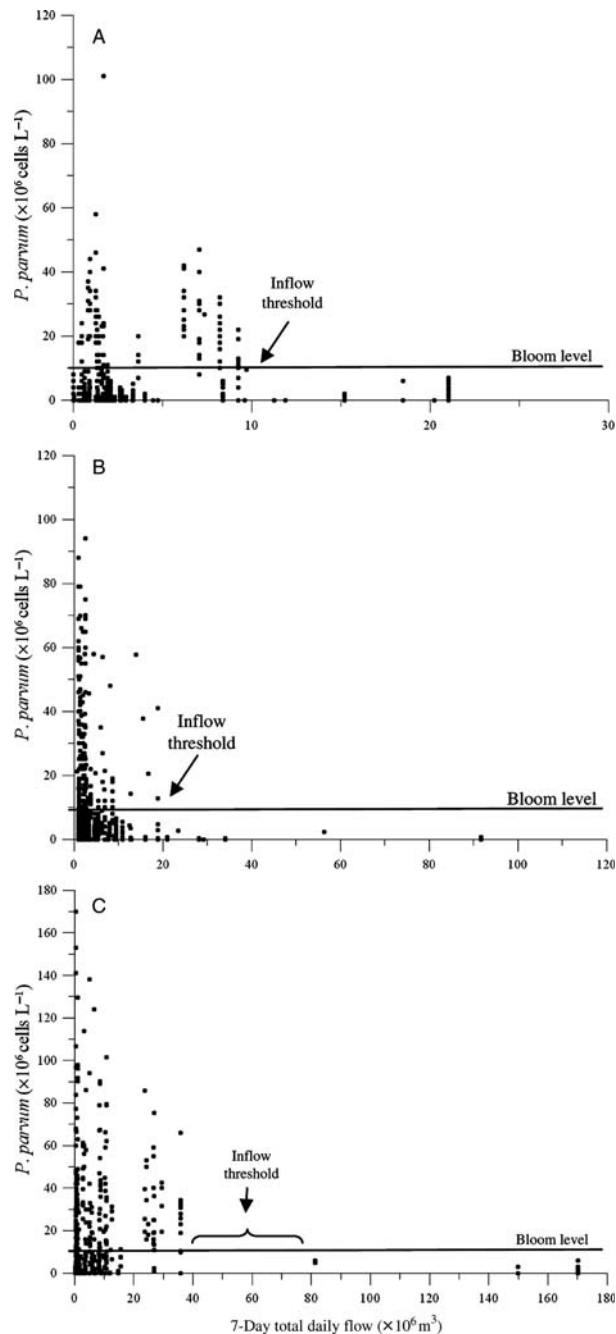 A
120
100
80
60
40
20
0
P. parvum (×10⁶ cells L⁻¹)
Inflow
threshold
Bloom level
0 10 20 30
B
120
100
80
60
40
20
0
P. parvum (×10⁶ cells L⁻¹)
Inflow
threshold
Bloom level
0 20 40 60 80 100 120
C
180
160
140
120
100
80
60
40
20
0
P. parvum (×10⁶ cells L⁻¹)
Inflow
threshold
Bloom level
0 20 40 60 80 100 120 140 160 180
7-Day total daily flow (×10⁶ m³)